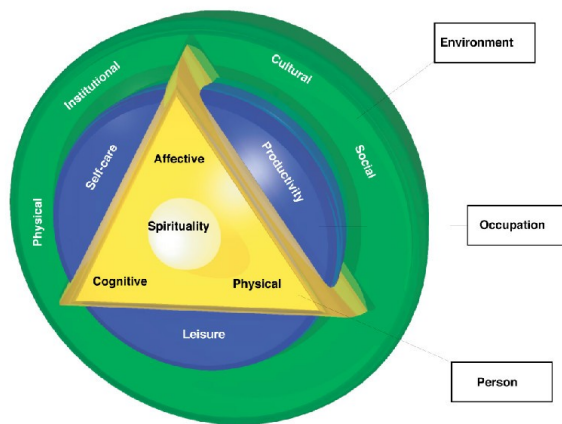 Environment
Cultural
Institutional
Social
Self-care
Productivity
Affective
Physical
Spirituality
Occupation
Cognitive
Physical
Leisure
Person